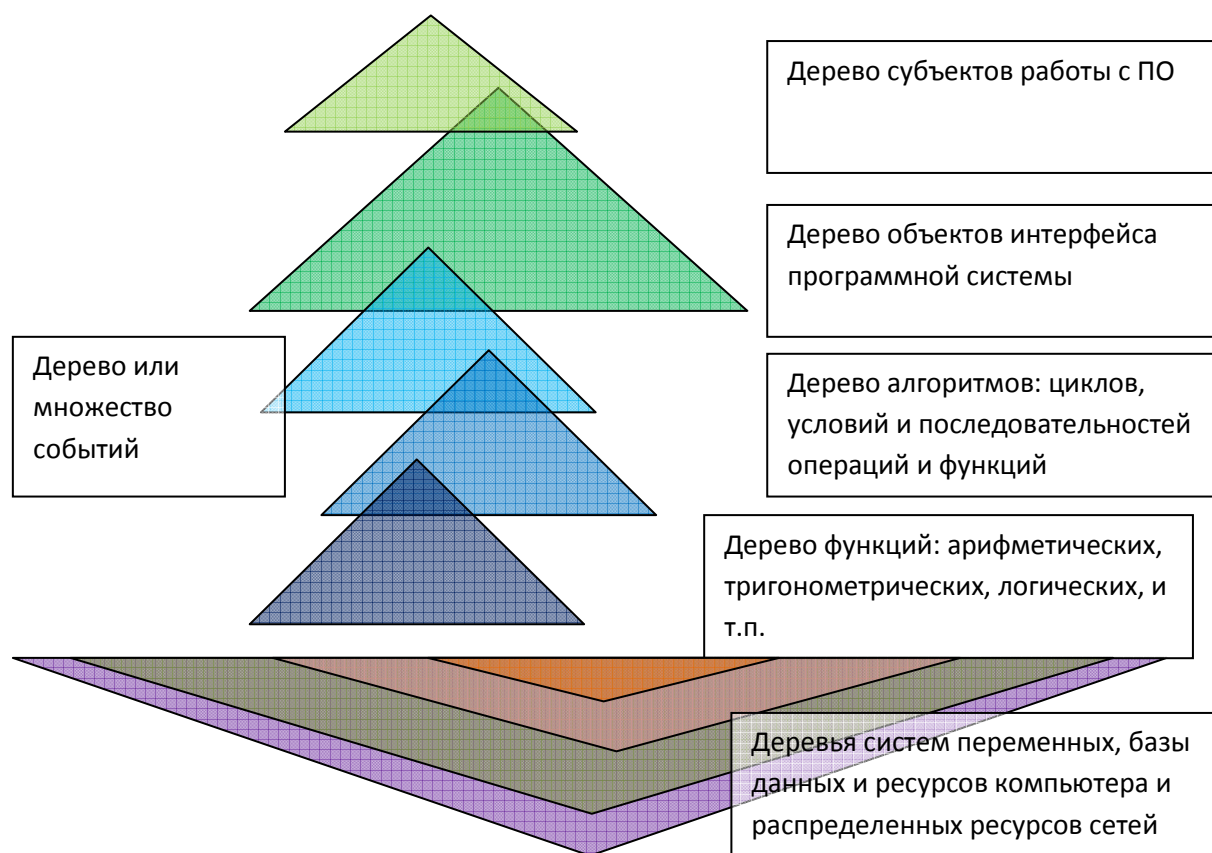 Дерево субъектов работы с ПО
Дерево объектов интерфейса
программной системы
Дерево или
множество
событий
Дерево алгоритмов: циклов,
условий и последовательностей
операций и функций
Дерево функций: арифметических,
тригонометрических, логических, и
т.п.
Деревья систем переменных, базы
данных и ресурсов компьютера и
распределенных ресурсов сетей